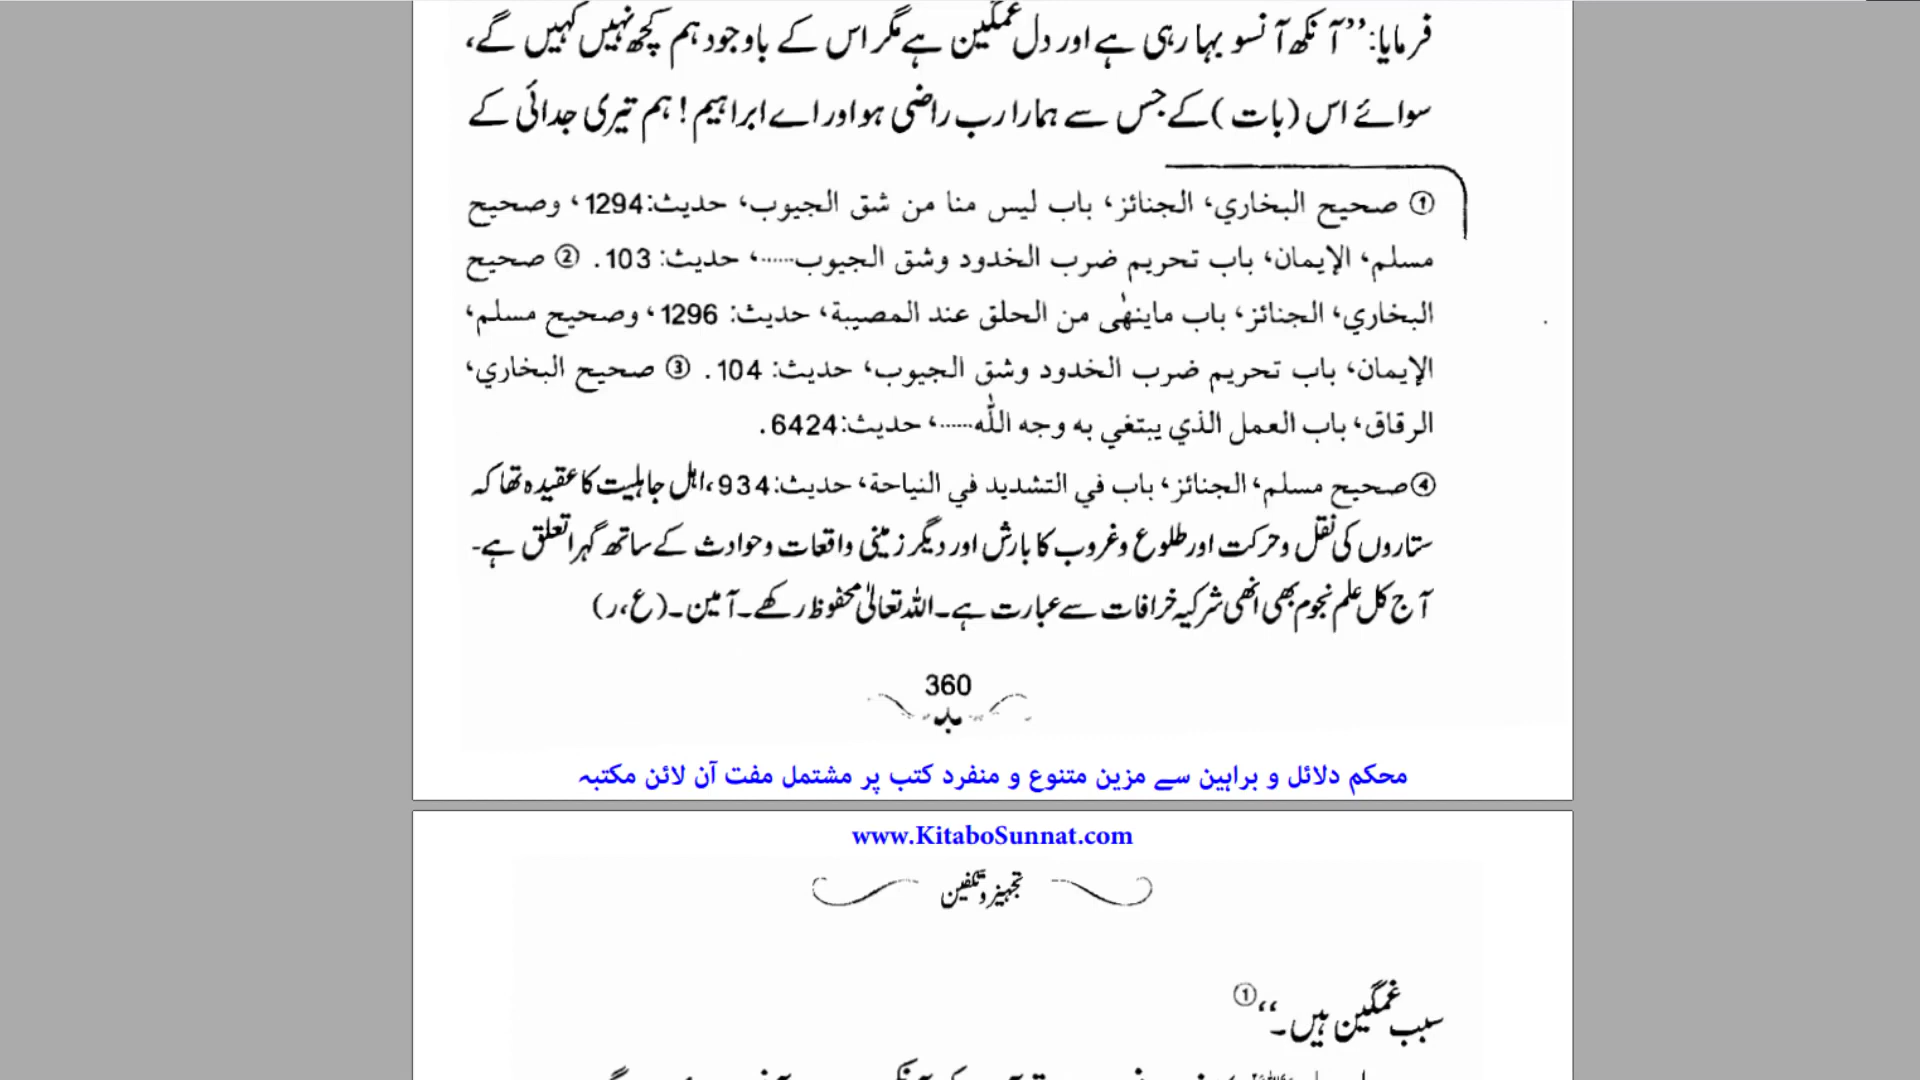 فرمایا: ”آنکھ آنسو بہا رہی ہے اور دل غمگین ہے مگر اس کے باوجود ہم کچھ نہیں کہیں گے،
سوائے اس (بات) کے جس سے ہمارا رب راضی ہو اور اے ابراہیم! ہم تیری جدائی کے
① صحيح البخاري، الجنائز، باب ليس منا من شق الجيوب، حديث:1294، وصحيح
مسلم، الإيمان، باب تحريم ضرب الخدود وشق الجيوب......، حديث: 103. ② صحيح
البخاري، الجنائز، باب ماينهٰى من الحلق عند المصيبة، حديث: 1296، وصحيح مسلم،
الإيمان، باب تحريم ضرب الخدود وشق الجيوب، حديث: 104. ③ صحيح البخاري،
الرقاق، باب العمل الذي يبتغي به وجه اللّٰه......، حديث:6424.
④ صحيح مسلم، الجنائز، باب في التشديد في النياحة، حديث:934، اہل جاہلیت کا عقیدہ تھا کہ
ستاروں کی نقل وحرکت اور طلوع وغروب کا بارش اور دیگر زمینی واقعات وحوادث کے ساتھ گہرا تعلق ہے۔
آج کل علم نجوم بھی انھی شرکیہ خرافات سے عبارت ہے۔ اللہ تعالیٰ محفوظ رکھے۔ آمین۔ (ع،ر)
360
محکم دلائل و براہین سے مزین متنوع و منفرد کتب پر مشتمل مفت آن لائن مکتبہ
www.KitaboSunnat.com
تجہیز وتکفین
سبب غمگین ہیں۔“①